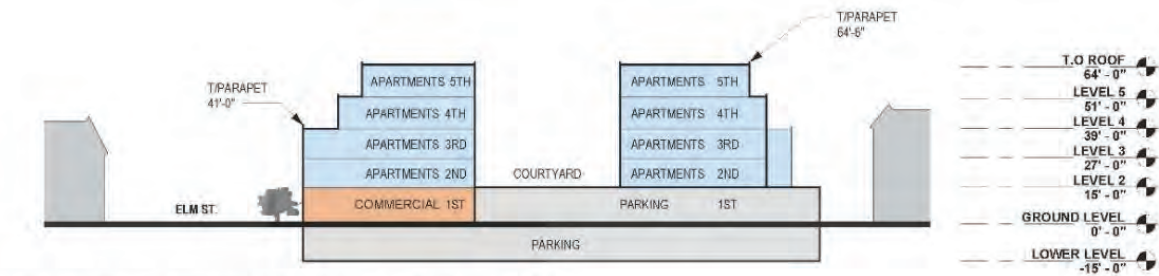 T/PARAPET
64'-6"
T/PARAPET
41'-0"
APARTMENTS 5TH
APARTMENTS 4TH
APARTMENTS 3RD
APARTMENTS 2ND
COMMERCIAL 1ST
COURTYARD
APARTMENTS 5TH
APARTMENTS 4TH
APARTMENTS 3RD
APARTMENTS 2ND
PARKING 1ST
ELM ST.
PARKING
T.O ROOF
64' - 0"
LEVEL 5
51' - 0"
LEVEL 4
39' - 0"
LEVEL 3
27' - 0"
LEVEL 2
15' - 0"
GROUND LEVEL
0' - 0"
LOWER LEVEL
-15' - 0"